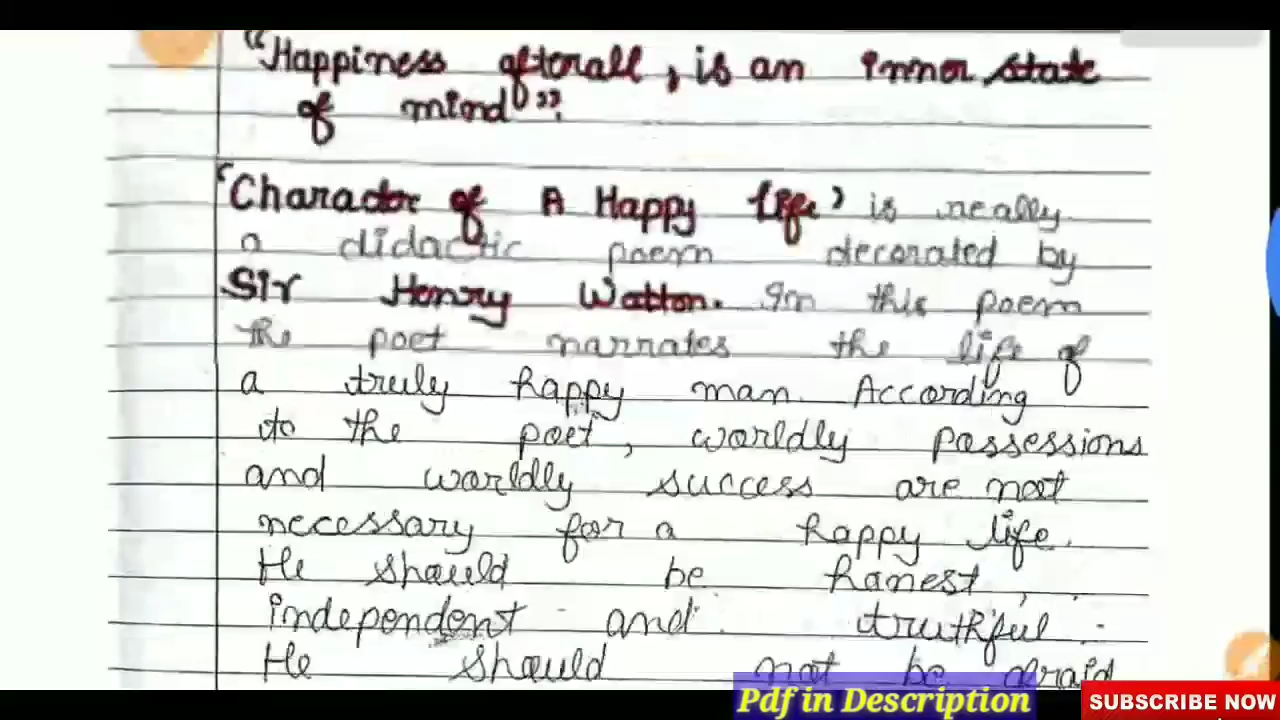 "Happiness afterall, is an inner state
of mind".
'Character of A Happy Life' is really
a didactic poem decorated by
Sir Henry Wotton. In this poem
the poet narrates the life of
a truly happy man. According
to the poet, worldly possessions
and worldly success are not
necessary for a happy life.
He should be honest,
independent and truthful.
He should not be afraid
Pdf in Description
SUBSCRIBE NOW